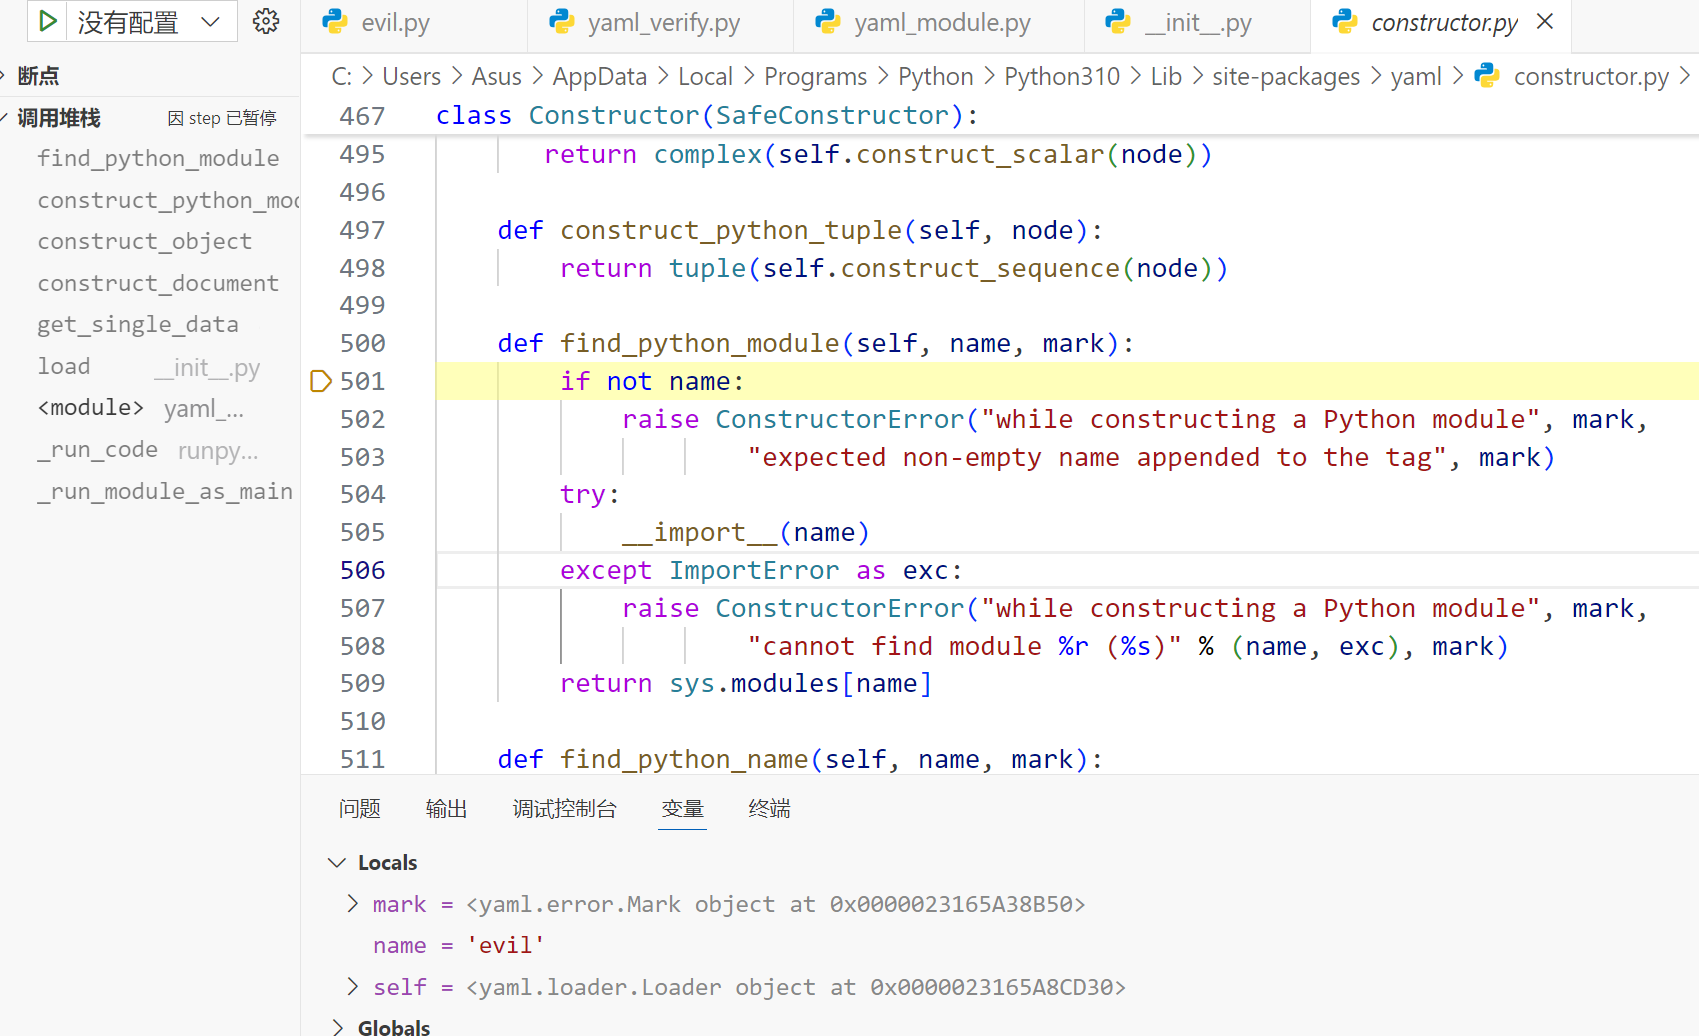 没有配置
evil.py
yaml_verify.py
yaml_module.py
__init__.py
constructor.py
C: > Users > Asus > AppData > Local > Programs > Python > Python310 > Lib > site-packages > yaml > constructor.py >
断点
调用堆栈 因 step 已暂停
find_python_module
construct_python_mod
construct_object
construct_document
get_single_data
load __init__.py
<module> yaml_...
_run_code runpy...
_run_module_as_main
467 class Constructor(SafeConstructor):
495 return complex(self.construct_scalar(node))
496
497 def construct_python_tuple(self, node):
498 return tuple(self.construct_sequence(node))
499
500 def find_python_module(self, name, mark):
501 if not name:
502 raise ConstructorError("while constructing a Python module", mark,
503 "expected non-empty name appended to the tag", mark)
504 try:
505 __import__(name)
506 except ImportError as exc:
507 raise ConstructorError("while constructing a Python module", mark,
508 "cannot find module %r (%s)" % (name, exc), mark)
509 return sys.modules[name]
510
511 def find_python_name(self, name, mark):
问题 输出 调试控制台 变量 终端
Locals
mark = <yaml.error.Mark object at 0x0000023165A38B50>
name = 'evil'
self = <yaml.loader.Loader object at 0x0000023165A8CD30>
Globals